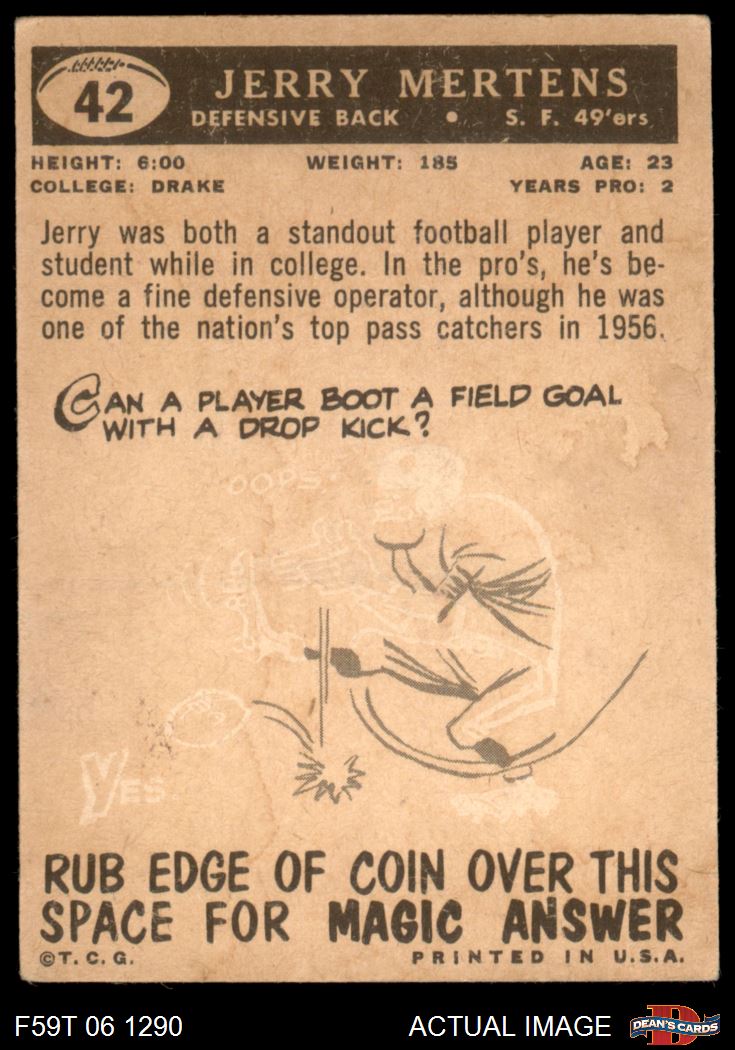 42
JERRY MERTENS
DEFENSIVE BACK • S. F. 49'ers
HEIGHT: 6:00 WEIGHT: 185 AGE: 23
COLLEGE: DRAKE YEARS PRO: 2
Jerry was both a standout football player and
student while in college. In the pro's, he's be-
come a fine defensive operator, although he was
one of the nation's top pass catchers in 1956.
CAN A PLAYER BOOT A FIELD GOAL
WITH A DROP KICK?
OOPS!
YES
RUB EDGE OF COIN OVER THIS
SPACE FOR MAGIC ANSWER
©T. C. G. PRINTED IN U.S.A.
F59T 06 1290 ACTUAL IMAGE DEAN'S CARDS